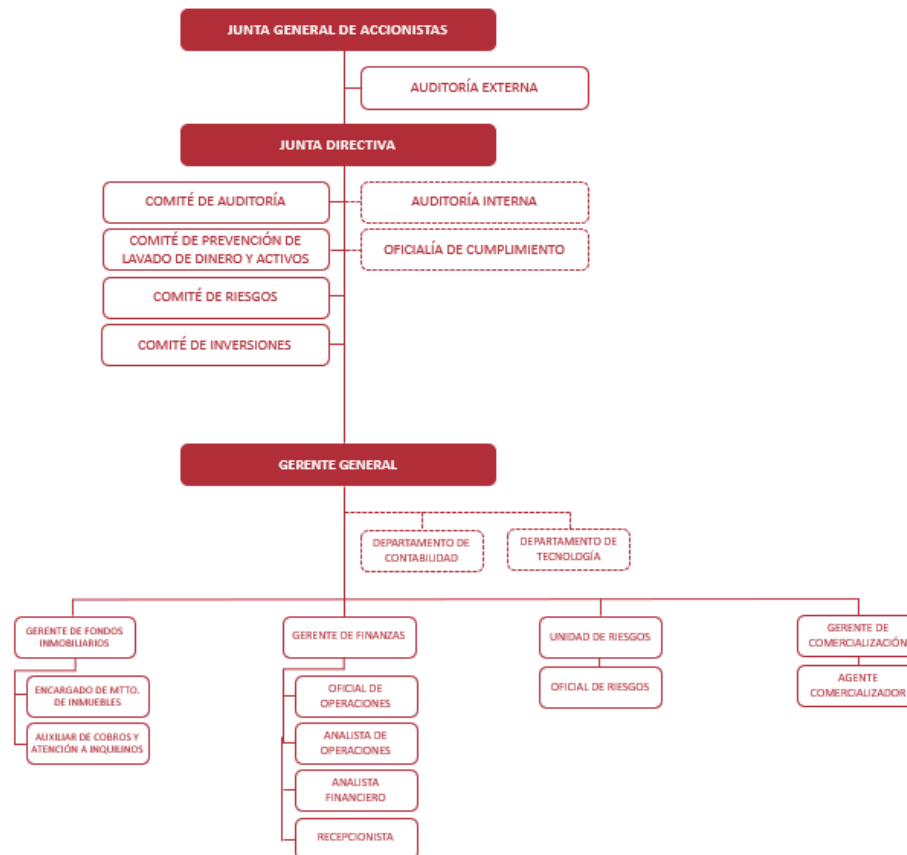 JUNTA GENERAL DE ACCIONISTAS
AUDITORÍA EXTERNA
JUNTA DIRECTIVA
COMITÉ DE AUDITORÍA
AUDITORÍA INTERNA
COMITÉ DE PREVENCIÓN DE
LAVADO DE DINERO Y ACTIVOS
OFICIALÍA DE CUMPLIMIENTO
COMITÉ DE RIESGOS
COMITÉ DE INVERSIONES
GERENTE GENERAL
DEPARTAMENTO DE
CONTABILIDAD
DEPARTAMENTO DE
TECNOLOGÍA
GERENTE DE FONDOS
INMOBILIARIOS
ENCARGADO DE MTTO.
DE INMUEBLES
AUXILIAR DE COBROS Y
ATENCIÓN A INQUILINOS
GERENTE DE FINANZAS
OFICIAL DE
OPERACIONES
ANALISTA DE
OPERACIONES
ANALISTA
FINANCIERO
RECEPCIONISTA
UNIDAD DE RIESGOS
OFICIAL DE RIESGOS
GERENTE DE
COMERCIALIZACIÓN
AGENTE
COMERCIALIZADOR